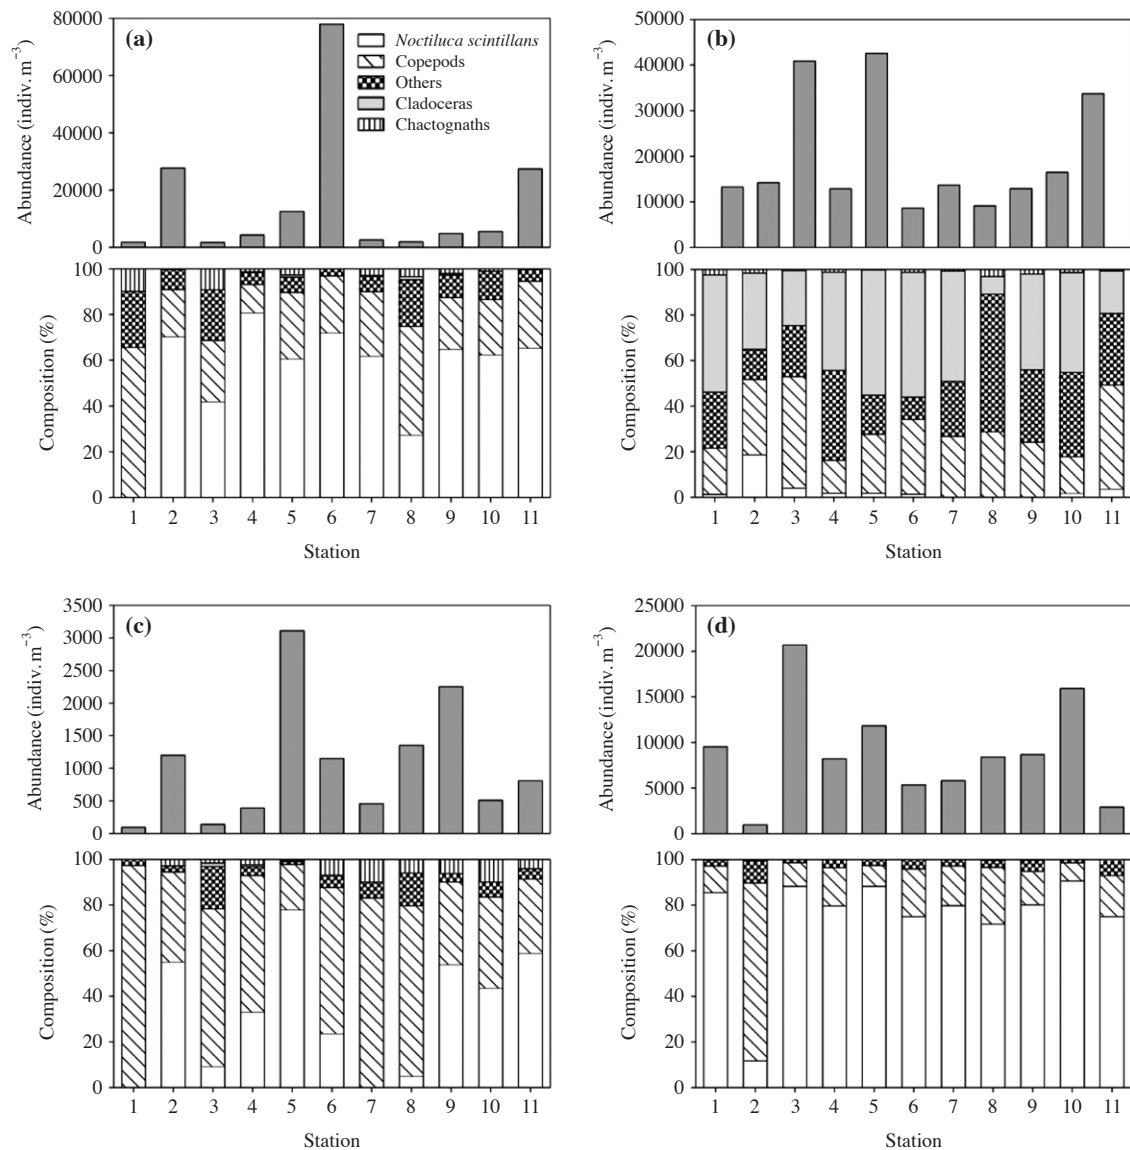 (a)
Abundance (indiv. m⁻³)
80000
60000
40000
20000
0
Noctiluca scintillans
Copepods
Others
Cladoceras
Chactognaths
Composition (%)
100
80
60
40
20
0
1 2 3 4 5 6 7 8 9 10 11
Station
(b)
Abundance (indiv. m⁻³)
50000
40000
30000
20000
10000
0
Composition (%)
100
80
60
40
20
0
1 2 3 4 5 6 7 8 9 10 11
Station
(c)
Abundance (indiv. m⁻³)
3500
3000
2500
2000
1500
1000
500
0
Composition (%)
100
80
60
40
20
0
1 2 3 4 5 6 7 8 9 10 11
Station
(d)
Abundance (indiv. m⁻³)
25000
20000
15000
10000
5000
0
Composition (%)
100
80
60
40
20
0
1 2 3 4 5 6 7 8 9 10 11
Station